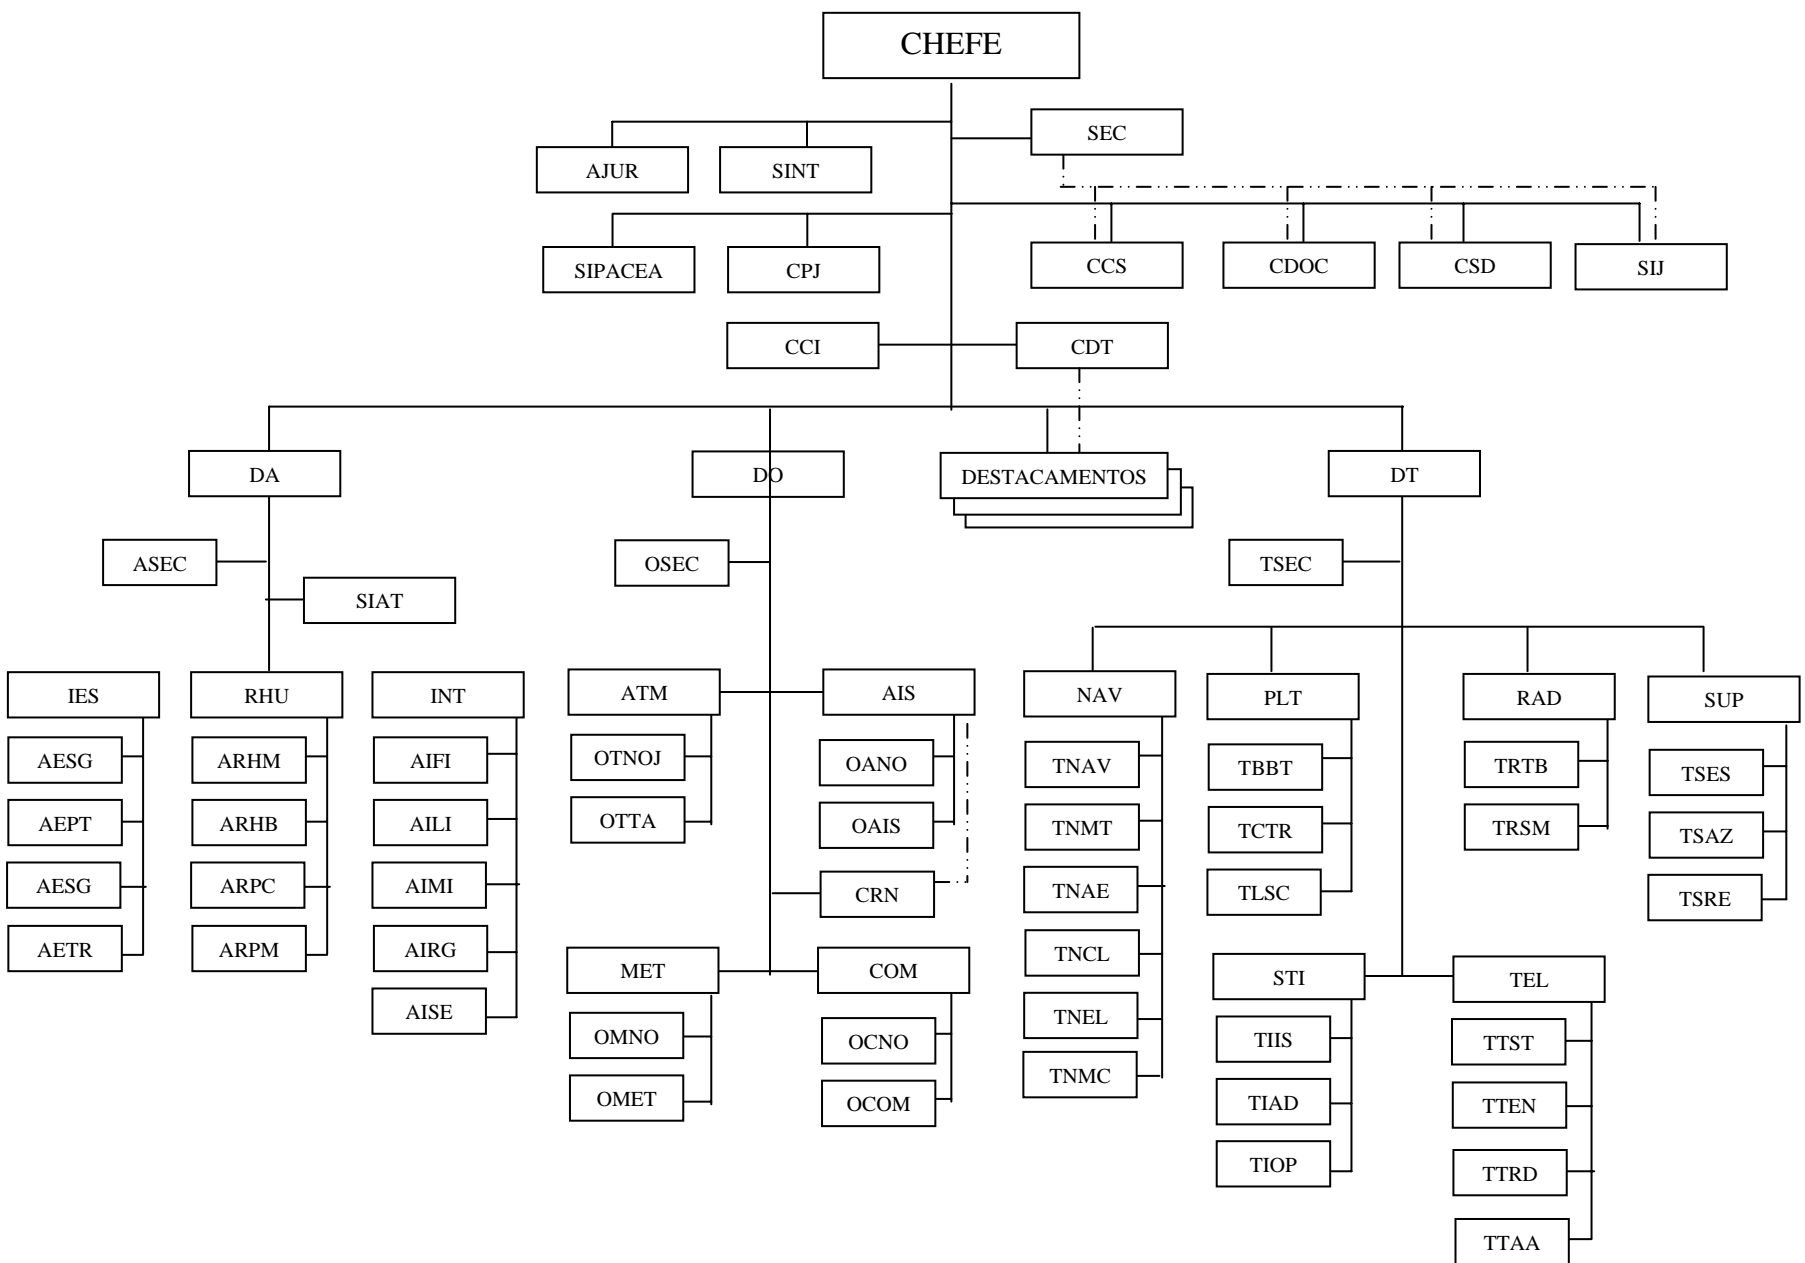 CHEFE
SEC
AJUR
SINT
SIPACEA
CPJ
CCS
CDOC
CSD
SIJ
CCI
CDT
DA
DO
DESTACAMENTOS
DT
ASEC
OSEC
TSEC
SIAT
IES
RHU
INT
ATM
AIS
NAV
PLT
RAD
SUP
AESG
ARHM
AIFI
OTNOJ
OANO
TNAV
TBBT
TRTB
TSES
AEPT
ARHB
AILI
OTTA
OAIS
TNMT
TCTR
TRSM
TSAZ
AESG
ARPC
AIMI
CRN
TNAE
TLSC
TSRE
AETR
ARPM
AIRG
MET
COM
TNCL
STI
TEL
AISE
OMNO
OCNO
TNEL
TIIS
TTST
OMET
OCOM
TNMC
TIAD
TTEN
TIOP
TTRD
TTAA